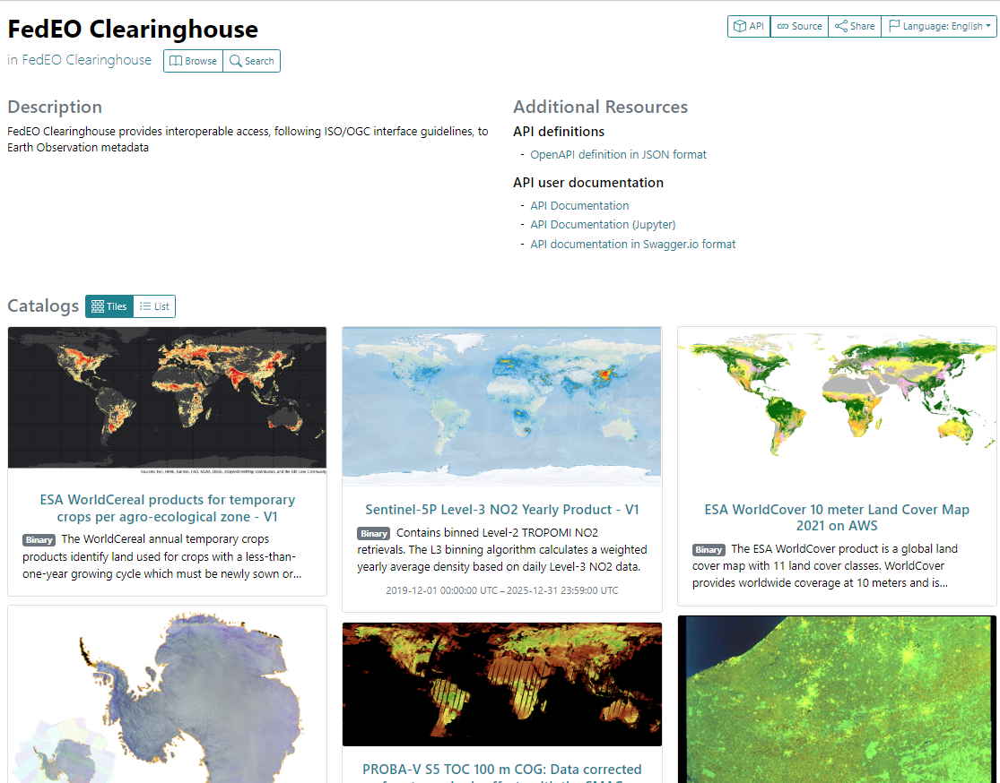 FedEO Clearinghouse
API
Source
Share
Language: English
in FedEO Clearinghouse
Browse
Search
Description
FedEO Clearinghouse provides interoperable access, following ISO/OGC interface guidelines, to
Earth Observation metadata
Additional Resources
API definitions
- OpenAPI definition in JSON format
API user documentation
- API Documentation
- API Documentation (Jupyter)
- API documentation in Swagger.io format
Catalogs
Tiles
List
Sources: Esri, HERE, Garmin, FAO, NOAA, USGS, ©OpenStreetMap contributors, and the GIS User Community
ESA WorldCereal products for temporary
crops per agro-ecological zone - V1
Binary The WorldCereal annual temporary crops
products identify land used for crops with a less-than-
one-year growing cycle which must be newly sown or...
Sentinel-5P Level-3 NO2 Yearly Product - V1
Binary Contains binned Level-2 TROPOMI NO2
retrievals. The L3 binning algorithm calculates a weighted
yearly average density based on daily Level-3 NO2 data.
2019-12-01 00:00:00 UTC – 2025-12-31 23:59:00 UTC
ESA WorldCover 10 meter Land Cover Map
2021 on AWS
Binary The ESA WorldCover product is a global land
cover map with 11 land cover classes. WorldCover
provides worldwide coverage at 10 meters and is...
PROBA-V S5 TOC 100 m COG: Data corrected